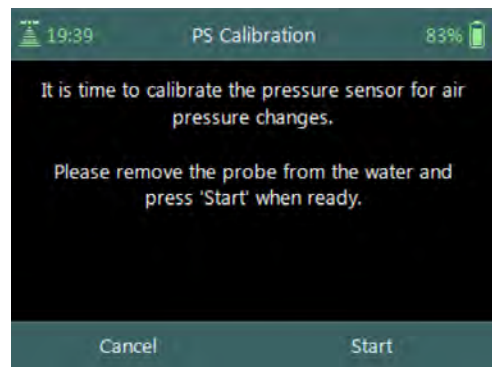 19:39 PS Calibration 83%
It is time to calibrate the pressure sensor for air
pressure changes.
Please remove the probe from the water and
press 'Start' when ready.
Cancel Start